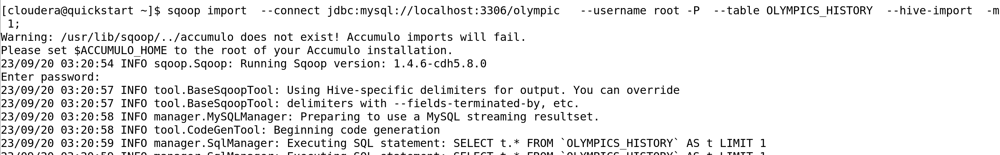 [cloudera@quickstart ~]$ sqoop import  --connect jdbc:mysql://localhost:3306/olympic   --username root -P  --table OLYMPICS_HISTORY  --hive-import  -m
 1;
Warning: /usr/lib/sqoop/../accumulo does not exist! Accumulo imports will fail.
Please set $ACCUMULO_HOME to the root of your Accumulo installation.
23/09/20 03:20:54 INFO sqoop.Sqoop: Running Sqoop version: 1.4.6-cdh5.8.0
Enter password:
23/09/20 03:20:57 INFO tool.BaseSqoopTool: Using Hive-specific delimiters for output. You can override
23/09/20 03:20:57 INFO tool.BaseSqoopTool: delimiters with --fields-terminated-by, etc.
23/09/20 03:20:58 INFO manager.MySQLManager: Preparing to use a MySQL streaming resultset.
23/09/20 03:20:58 INFO tool.CodeGenTool: Beginning code generation
23/09/20 03:20:59 INFO manager.SqlManager: Executing SQL statement: SELECT t.* FROM `OLYMPICS_HISTORY` AS t LIMIT 1
23/09/20 03:20:59 INFO manager.SqlManager: Executing SQL statement: SELECT t.* FROM `OLYMPICS_HISTORY` AS t LIMIT 1